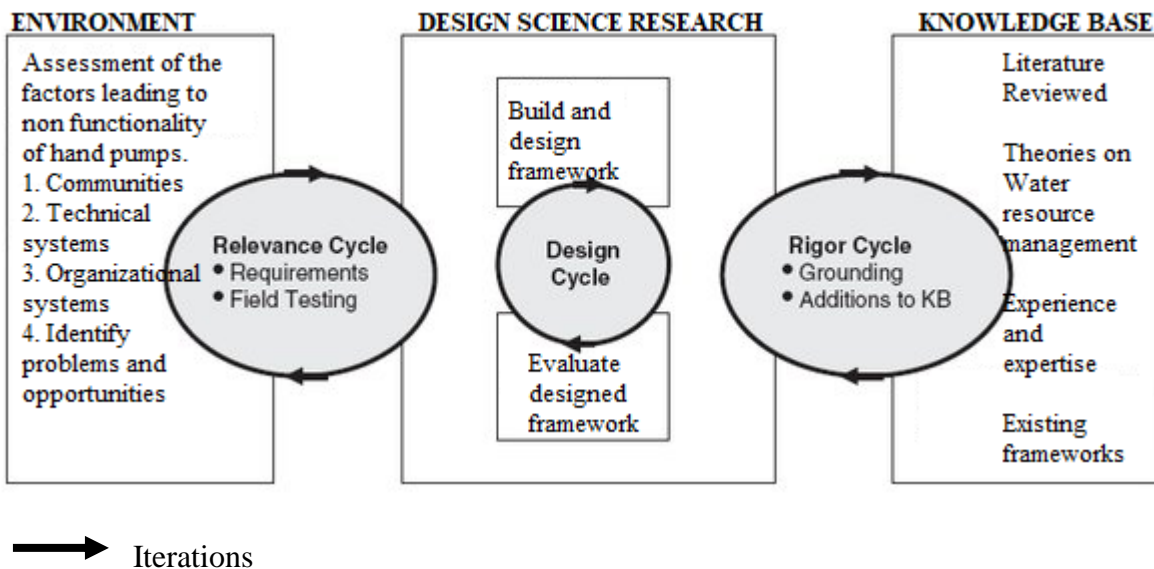 ENVIRONMENT
Assessment of the
factors leading to
non functionality
of hand pumps.
1. Communities
2. Technical
systems
3. Organizational
systems
4. Identify
problems and
opportunities
Relevance Cycle
• Requirements
• Field Testing
DESIGN SCIENCE RESEARCH
Build and
design
framework
Design
Cycle
Evaluate
designed
framework
Rigor Cycle
• Grounding
• Additions to KB
KNOWLEDGE BASE
Literature
Reviewed
Theories on
Water
resource
management
Experience
and
expertise
Existing
frameworks
Iterations